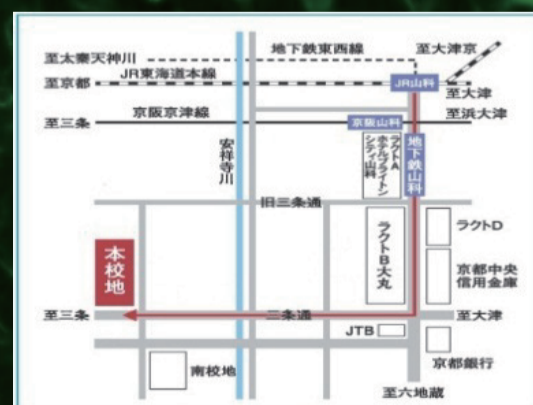 地下鉄東西線
至大津京
至太秦天神川
JR東海道本線
至京都
JR山科
至大津
京阪京津線
至浜大津
至三条
京阪山科
安祥寺川
ラクトA
ホテルブライトン
シティ山科
地下鉄山科
旧三条通
ラクトB大丸
ラクトD
京都中央
信用金庫
本校地
至三条
三条通
至大津
JTB
京都銀行
南校地
至六地蔵